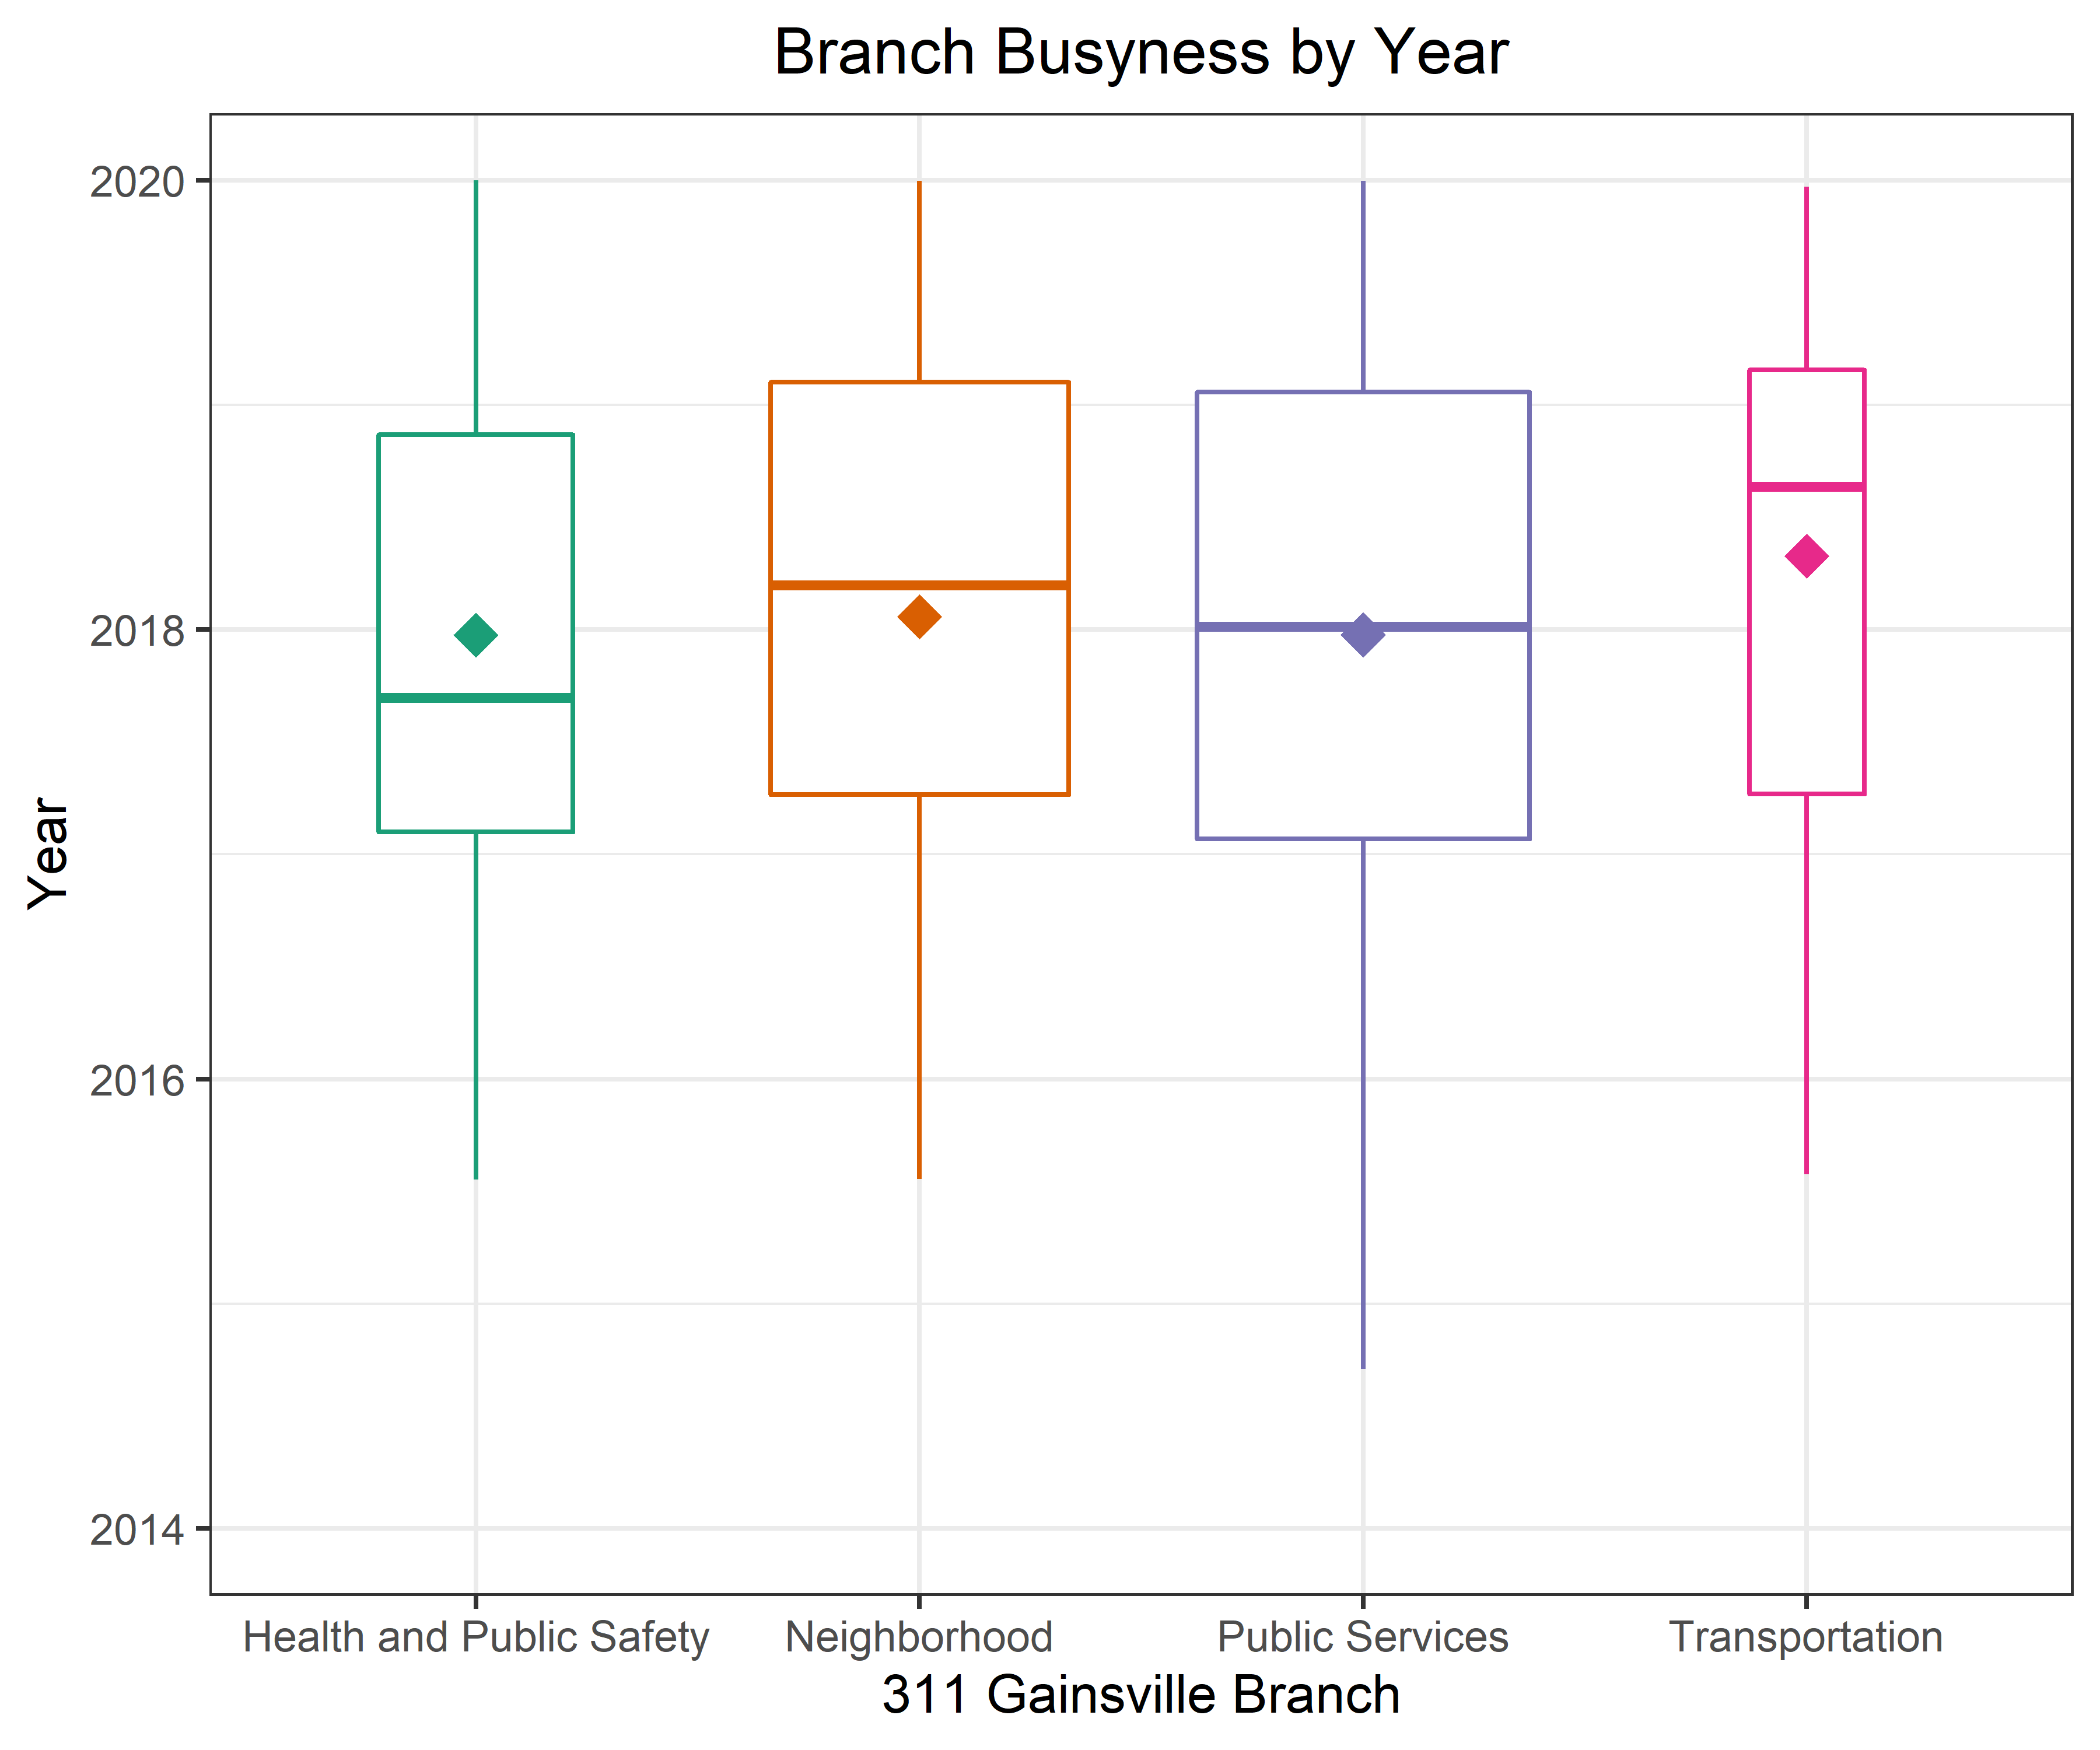 Branch Busyness by Year
2020
2018
2016
2014
Year
Health and Public Safety
Neighborhood
Public Services
Transportation
311 Gainsville Branch